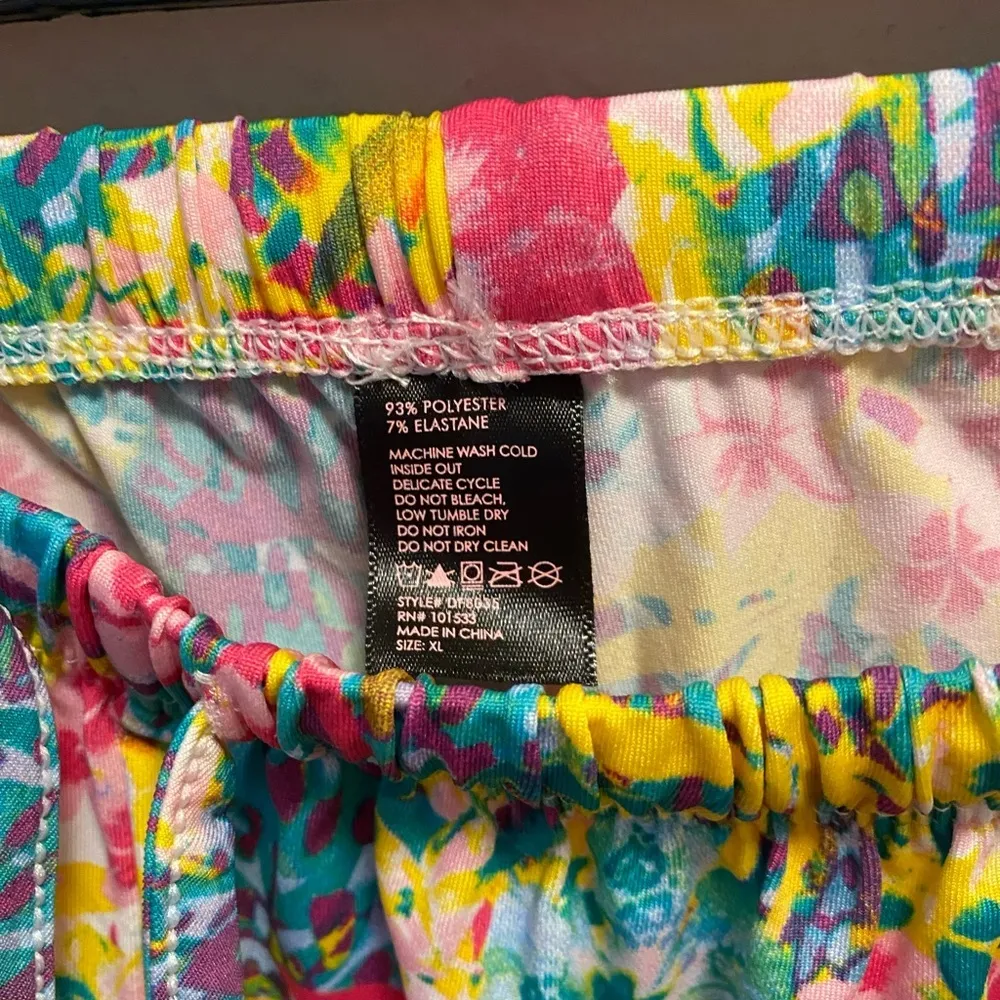 93% POLYESTER
7% ELASTANE
MACHINE WASH COLD
INSIDE OUT
DELICATE CYCLE
DO NOT BLEACH,
LOW TUMBLE DRY
DO NOT IRON
DO NOT DRY CLEAN
STYLE#
RN# 101533
MADE IN CHINA
SIZE: XL